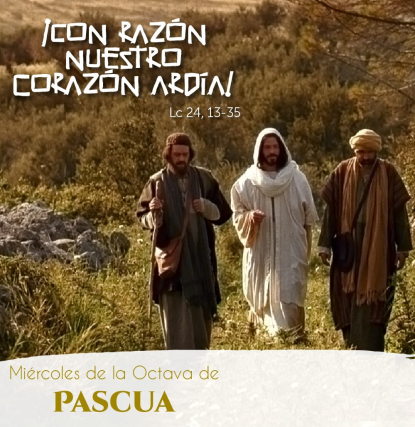 ¡CON RAZÓN
NUESTRO
CORAZÓN ARDÍA!
Lc 24, 13-35
Miércoles de la Octava de
PASCUA